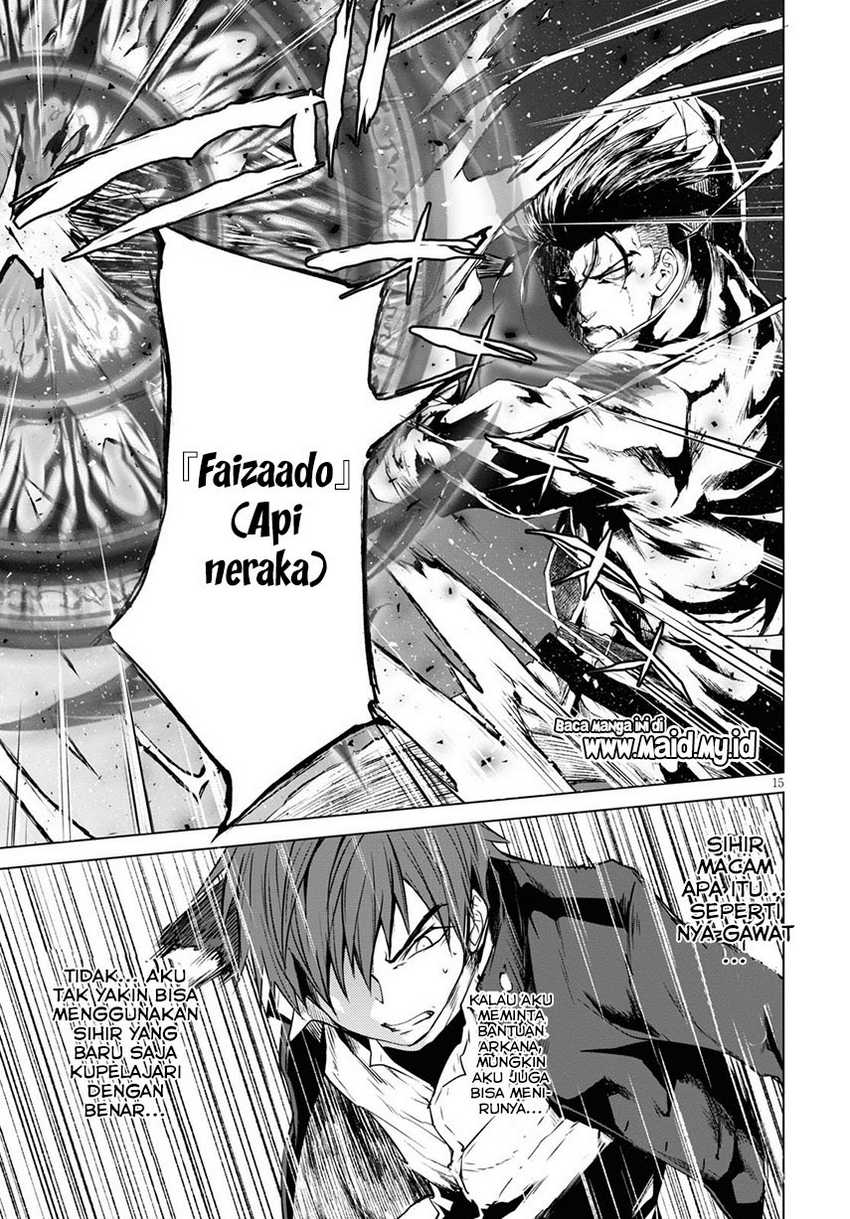 『Faizaado』
(Api
neraka)
Baca Manga ini di
www.Maid.My.id
15
SIHIR
MACAM
APA ITU...
SEPERTI
NYA GAWAT
...
KALAU AKU
MEMINTA
BANTUAN
ARKANA,
MUNGKIN
AKU JUGA
BISA MENI-
RUNYA...
TIDAK... AKU
TAK YAKIN BISA
MENGGUNAKAN
SIHIR YANG
BARU SAJA
KUPELAJARI
DENGAN
BENAR...